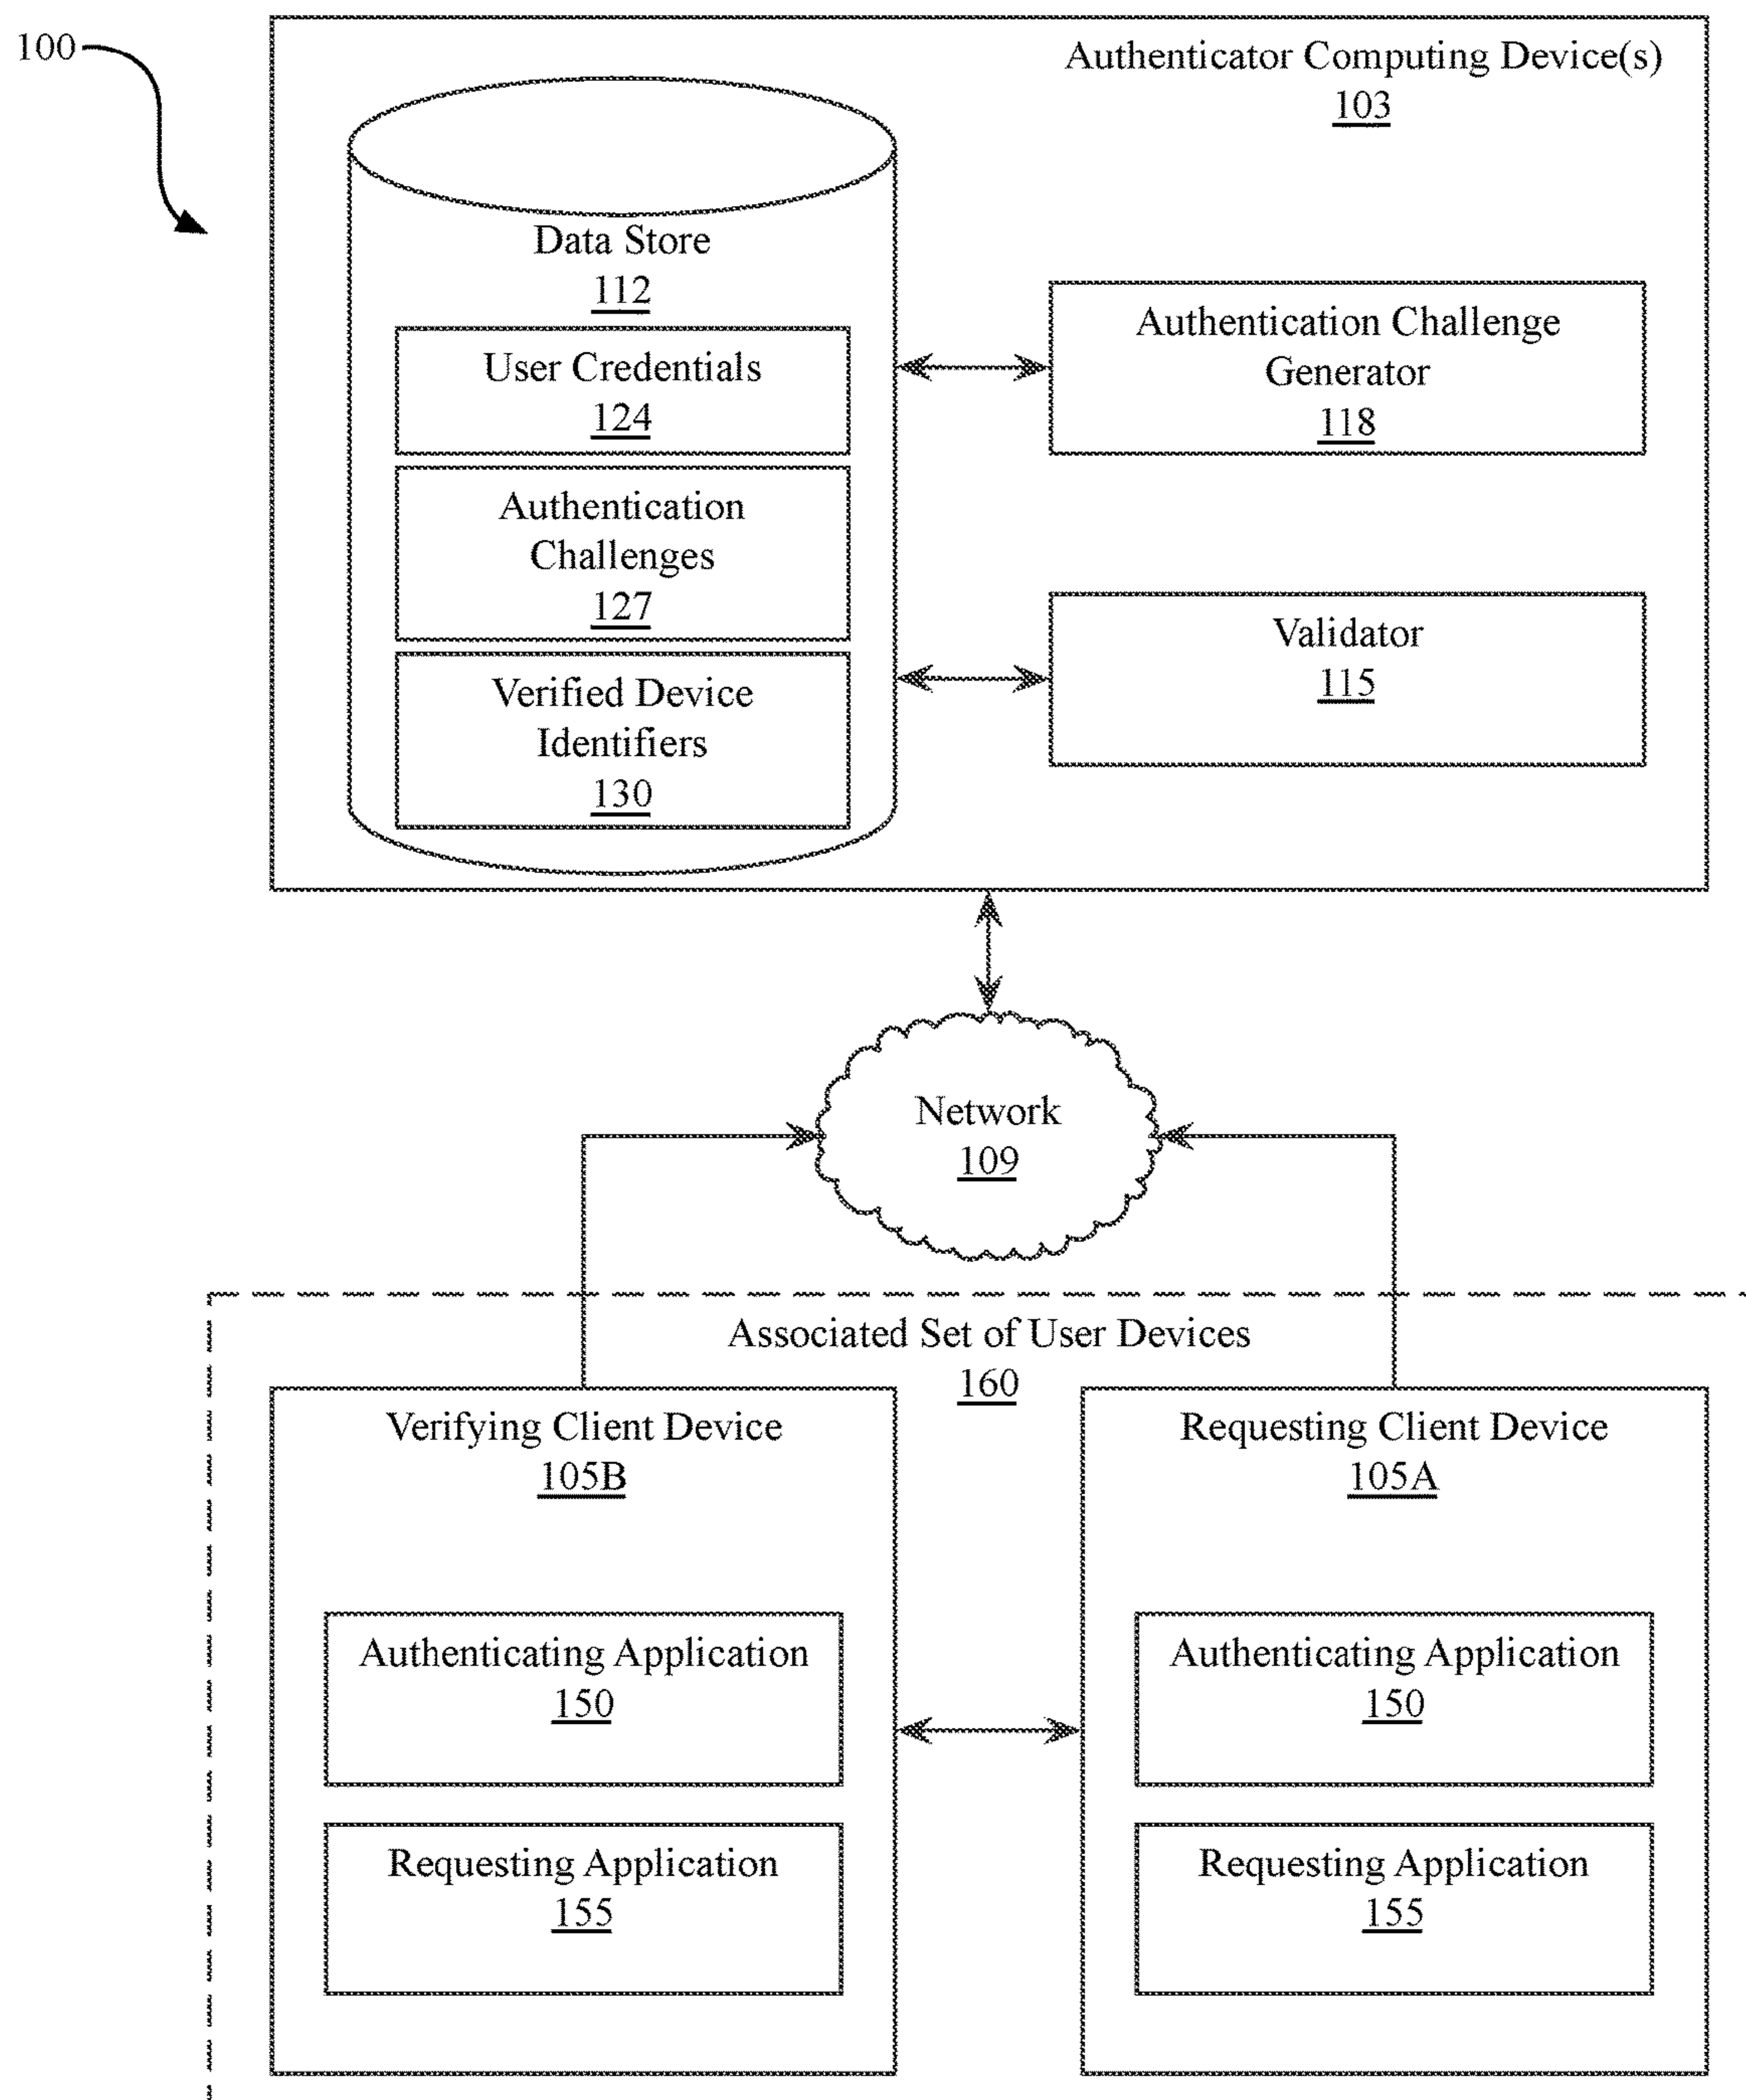 100
Authenticator Computing Device(s)
103
Data Store
112
User Credentials
124
Authentication
Challenges
127
Verified Device
Identifiers
130
Authentication Challenge
Generator
118
Validator
115
Network
109
Associated Set of User Devices
160
Verifying Client Device
105B
Authenticating Application
150
Requesting Application
155
Requesting Client Device
105A
Authenticating Application
150
Requesting Application
155